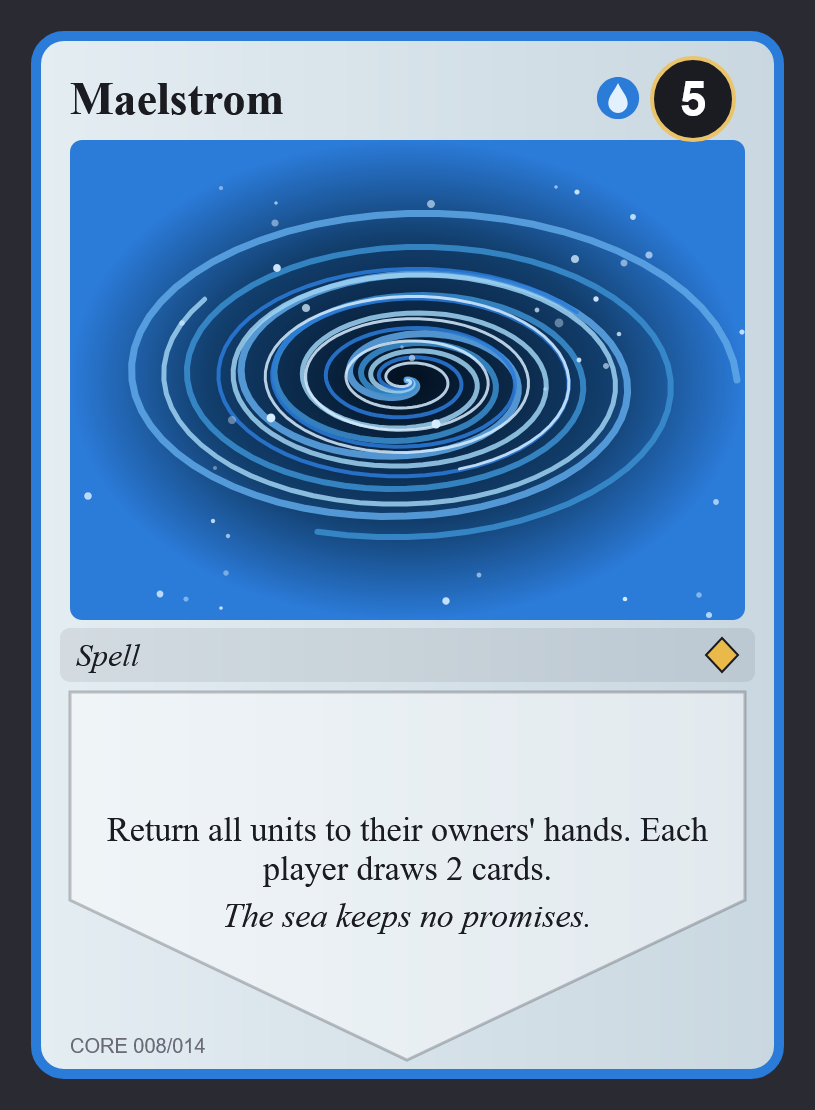 Maelstrom
5
Spell
Return all units to their owners' hands. Each
player draws 2 cards.
The sea keeps no promises.
CORE 008/014